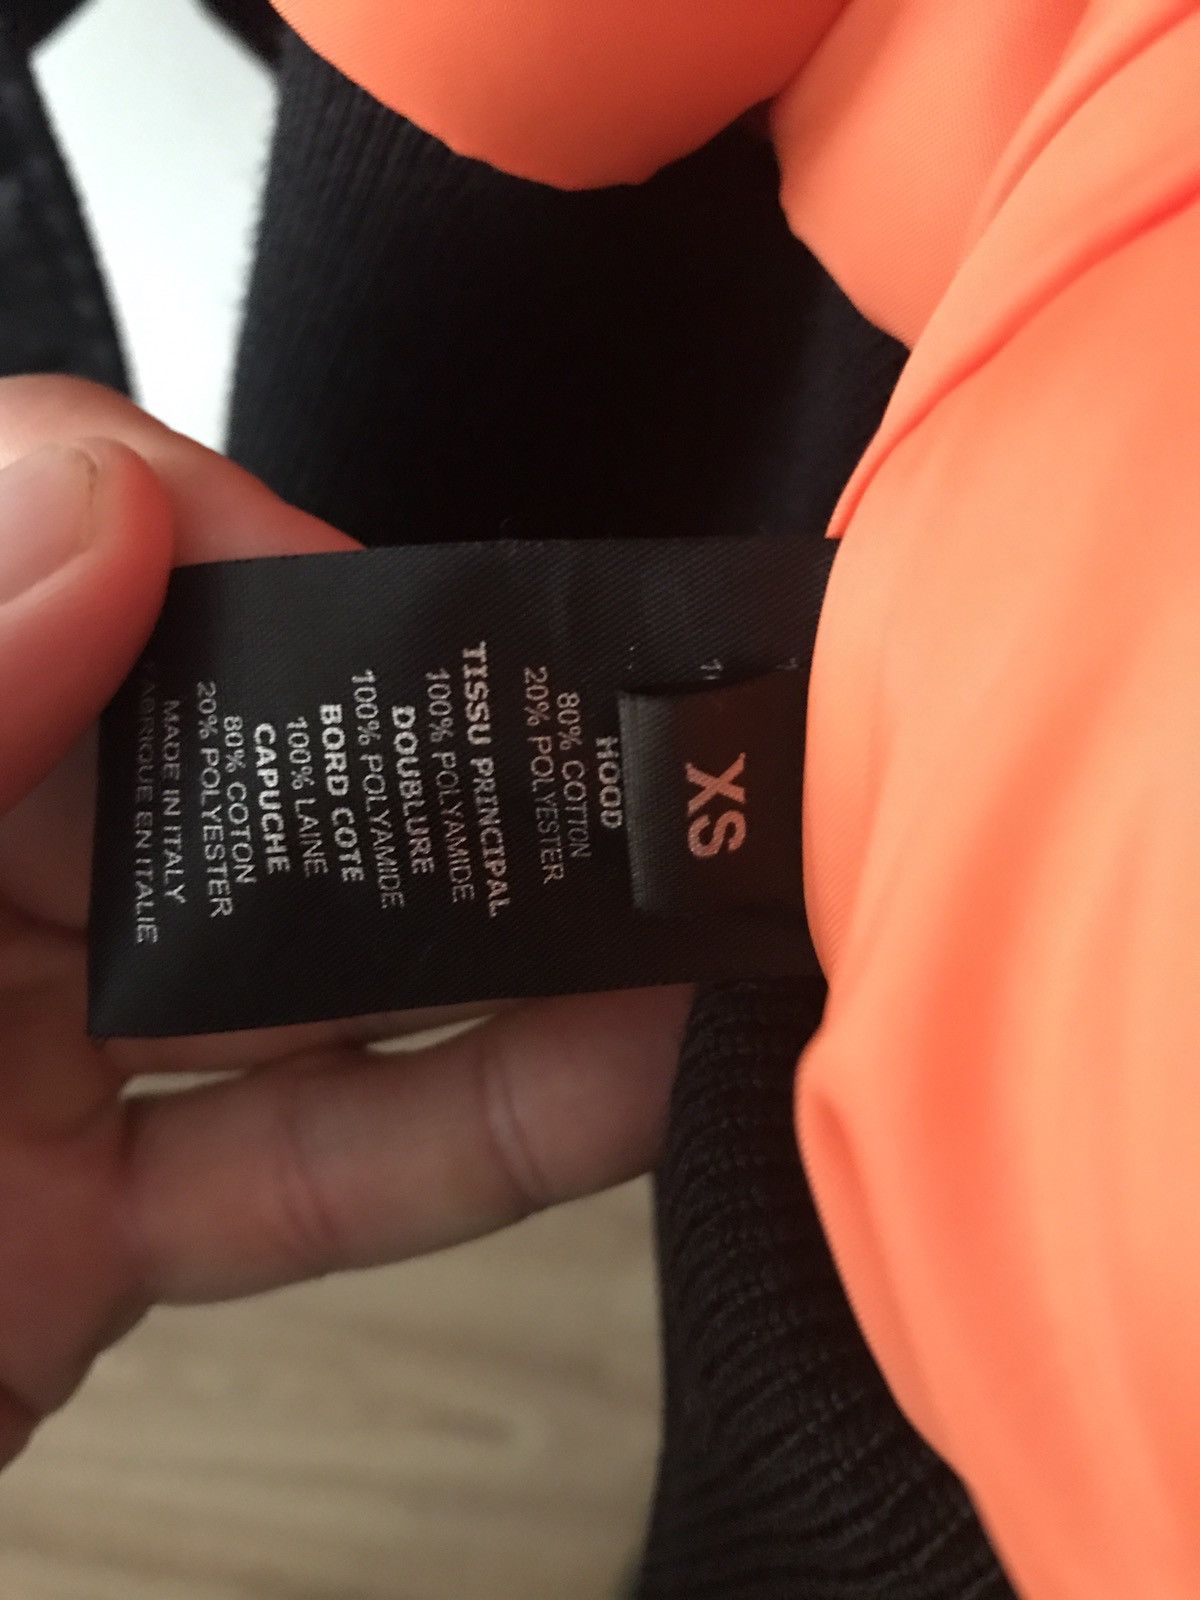 XS
HOOD
80% COTTON
20% POLYESTER
TISSU PRINCIPAL
100% POLYAMIDE
DOUBLURE
100% POLYAMIDE
BORD COTE
100% LAINE
CAPUCHE
80% COTON
20% POLYESTER
MADE IN ITALY
FABRIQUE EN ITALIE